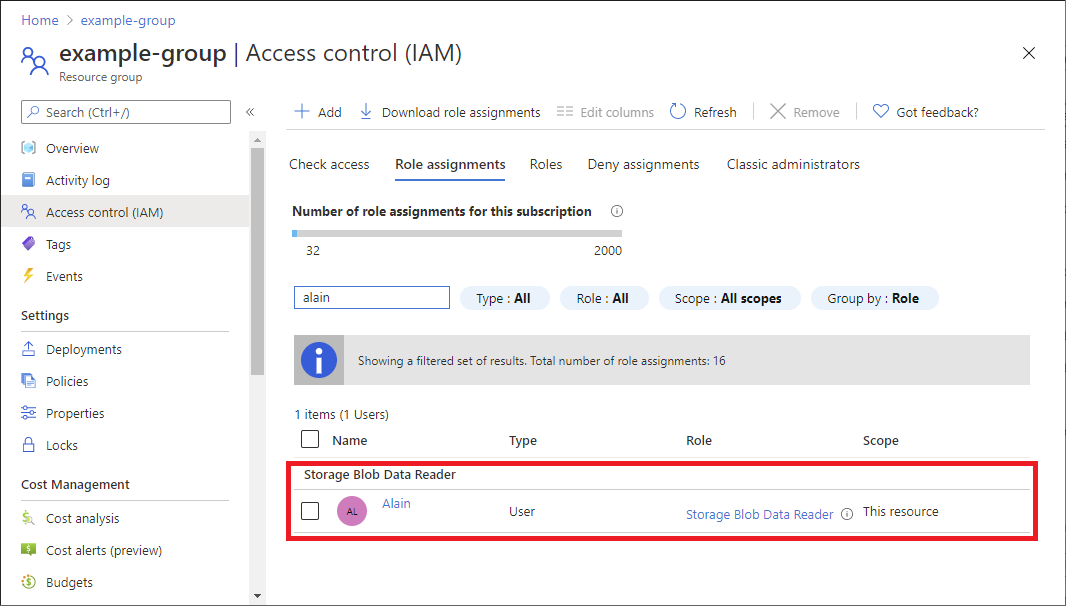 Home > example-group
example-group | Access control (IAM)
Resource group
Search (Ctrl+/)
«
Add
Download role assignments
Edit columns
Refresh
Remove
Got feedback?
Overview
Activity log
Access control (IAM)
Tags
Events
Settings
Deployments
Policies
Properties
Locks
Cost Management
Cost analysis
Cost alerts (preview)
Budgets
Check access
Role assignments
Roles
Deny assignments
Classic administrators
Number of role assignments for this subscription
32
2000
alain
Type : All
Role : All
Scope : All scopes
Group by : Role
Showing a filtered set of results. Total number of role assignments: 16
1 items (1 Users)
Name
Type
Role
Scope
Storage Blob Data Reader
AL
Alain
User
Storage Blob Data Reader
This resource